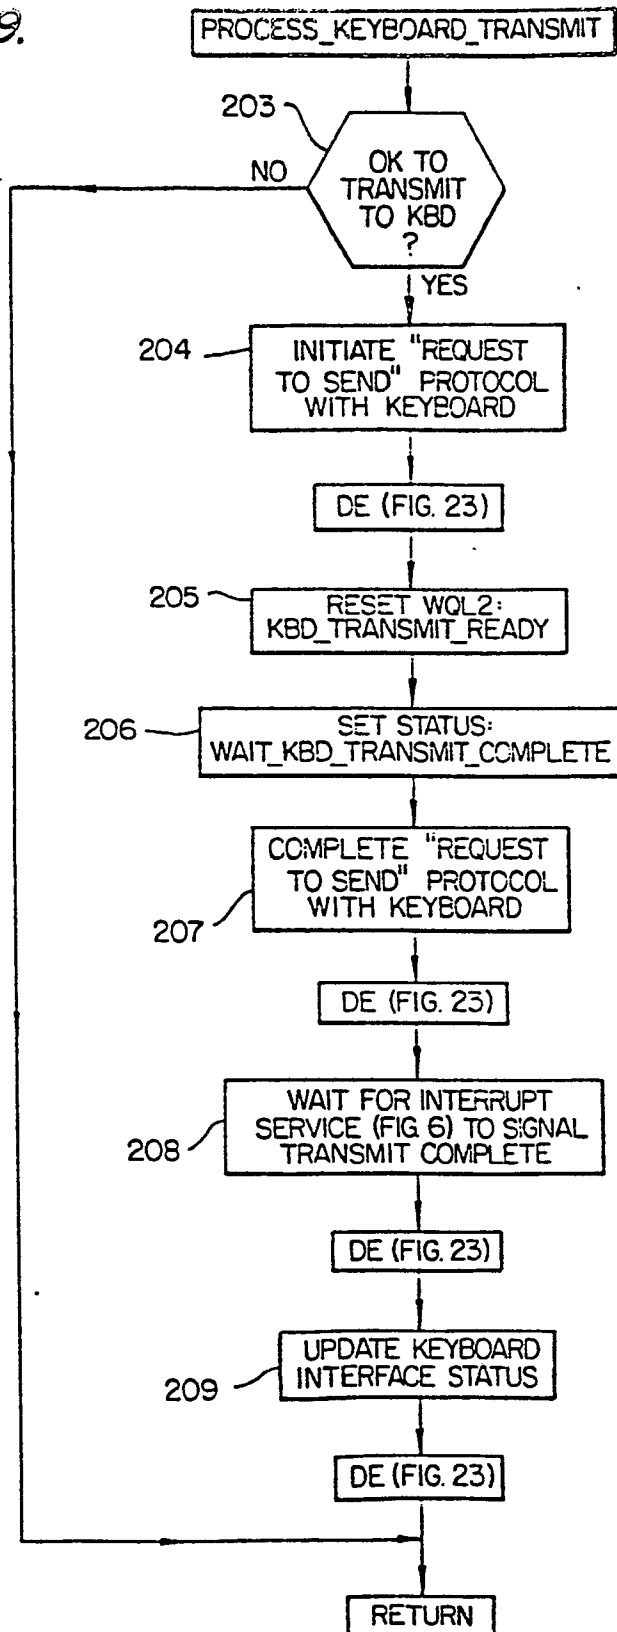 9.
PROCESS_KEYBOARD_TRANSMIT
203
NO
OK TO
TRANSMIT
TO KBD
?
YES
204
INITIATE "REQUEST
TO SEND" PROTOCOL
WITH KEYBOARD
DE (FIG. 23)
205
RESET WQL2:
KBD_TRANSMIT_READY
206
SET STATUS:
WAIT_KBD_TRANSMIT_COMPLETE
COMPLETE "REQUEST
TO SEND" PROTOCOL
WITH KEYBOARD
207
DE (FIG. 23)
WAIT FOR INTERRUPT
SERVICE (FIG. 6) TO SIGNAL
TRANSMIT COMPLETE
208
DE (FIG. 23)
UPDATE KEYBOARD
INTERFACE STATUS
209
DE (FIG. 23)
RETURN